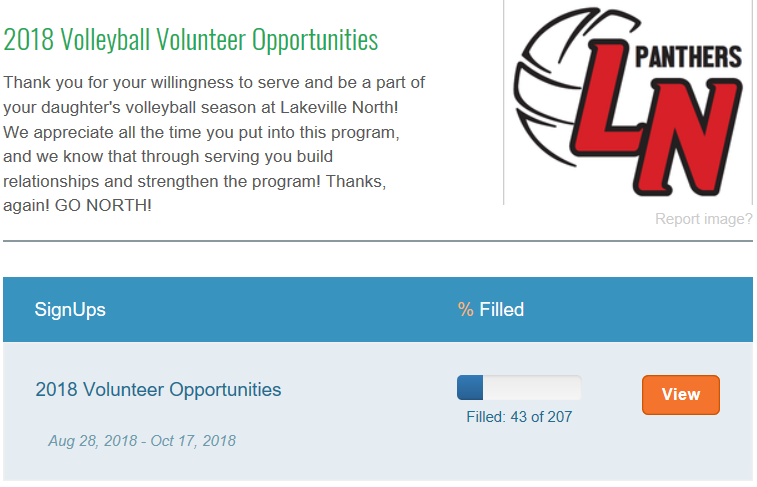 2018 Volleyball Volunteer Opportunities
Thank you for your willingness to serve and be a part of
your daughter's volleyball season at Lakeville North!
We appreciate all the time you put into this program,
and we know that through serving you build
relationships and strengthen the program! Thanks,
again! GO NORTH!
PANTHERS
LN
Report image?
SignUps
% Filled
2018 Volunteer Opportunities
Filled: 43 of 207
View
Aug 28, 2018 - Oct 17, 2018